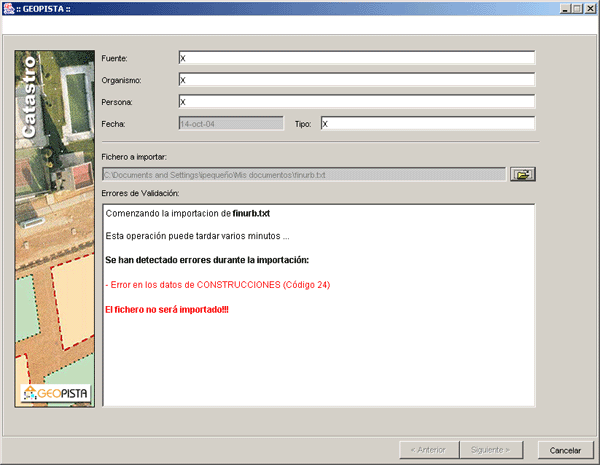 :: GEOPISTA ::
Catastro
Fuente: X
Organismo: X
Persona: X
Fecha: 14-oct-04 Tipo: X
Fichero a importar:
C:\Documents and Settings\ipequeño\Mis documentos\finurb.txt
Errores de Validación:
Comenzando la importacion de finurb.txt
Esta operación puede tardar varios minutos ...
Se han detectado errores durante la importación:
- Error en los datos de CONSTRUCCIONES (Código 24)
El fichero no será importado!!!
GEOPISTA
< Anterior Siguiente > Cancelar